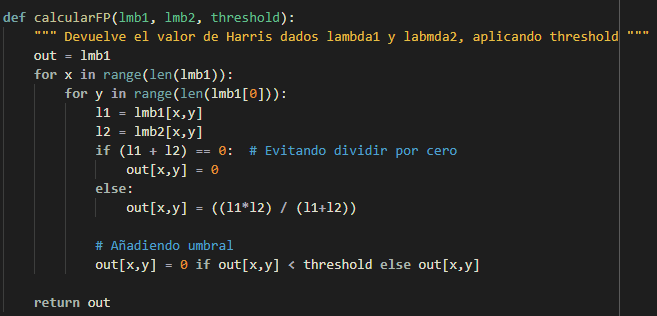 def calcularFP(lmb1, lmb2, threshold):
    """ Devuelve el valor de Harris dados lambda1 y labmda2, aplicando threshold """
    out = lmb1
    for x in range(len(lmb1)):
        for y in range(len(lmb1[0])):
            l1 = lmb1[x,y]
            l2 = lmb2[x,y]
            if (l1 + l2) == 0:  # Evitando dividir por cero
                out[x,y] = 0
            else:
                out[x,y] = ((l1*l2) / (l1+l2))
            # Añadiendo umbral
            out[x,y] = 0 if out[x,y] < threshold else out[x,y]
    return out